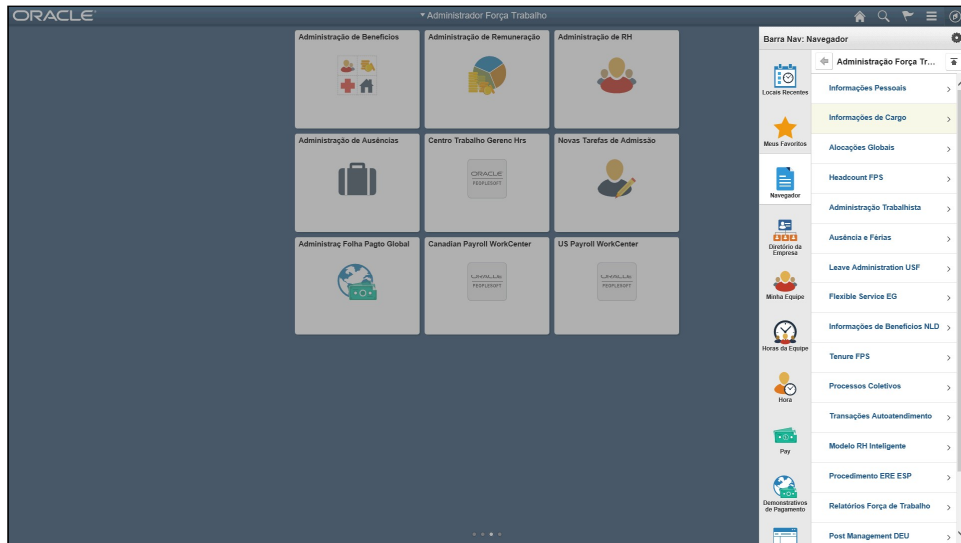 ORACLE
Administrador Força Trabalho
Administração de Benefícios
Administração de Remuneração
Administração de RH
Administração de Ausências
Centro Trabalho Gerenc Hrs
ORACLE
PEOPLESOFT
Novas Tarefas de Admissão
Administraç Folha Pagto Global
Canadian Payroll WorkCenter
ORACLE
PEOPLESOFT
US Payroll WorkCenter
ORACLE
PEOPLESOFT
Barra Nav: Navegador
Locais Recentes
Meus Favoritos
Navegador
Diretório da
Empresa
Minha Equipe
Horas da Equipe
Hora
Pay
Demonstrativos
de Pagamento
Administração Força Tr...
Informações Pessoais
Informações de Cargo
Alocações Globais
Headcount FPS
Administração Trabalhista
Ausência e Férias
Leave Administration USF
Flexible Service EG
Informações de Benefícios NLD
Tenure FPS
Processos Coletivos
Transações Autoatendimento
Modelo RH Inteligente
Procedimento ERE ESP
Relatórios Força de Trabalho
Post Management DEU